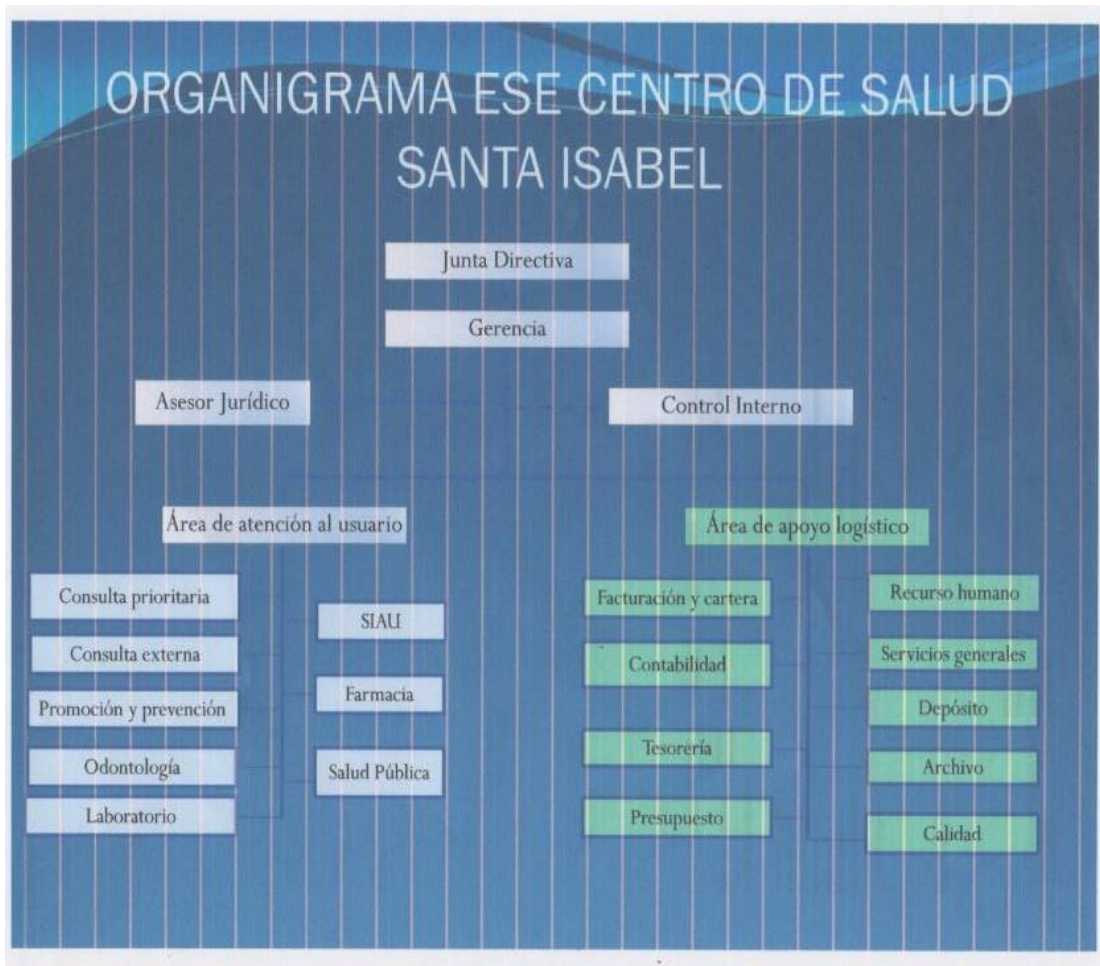 ORGANIGRAMA ESE CENTRO DE SALUD
SANTA ISABEL
Junta Directiva
Gerencia
Asesor Jurídico
Control Interno
Área de atención al usuario
Área de apoyo logístico
Consulta prioritaria
Consulta externa
Promoción y prevención
Odontología
Laboratorio
SIAU
Farmacia
Salud Pública
Facturación y cartera
Contabilidad
Tesorería
Presupuesto
Recurso humano
Servicios generales
Depósito
Archivo
Calidad